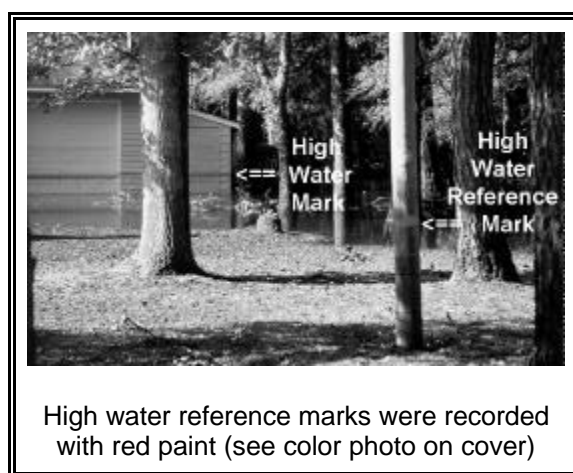 High
Water
<== Mark
High
Water
Reference
<== Mark
High water reference marks were recorded
with red paint (see color photo on cover)